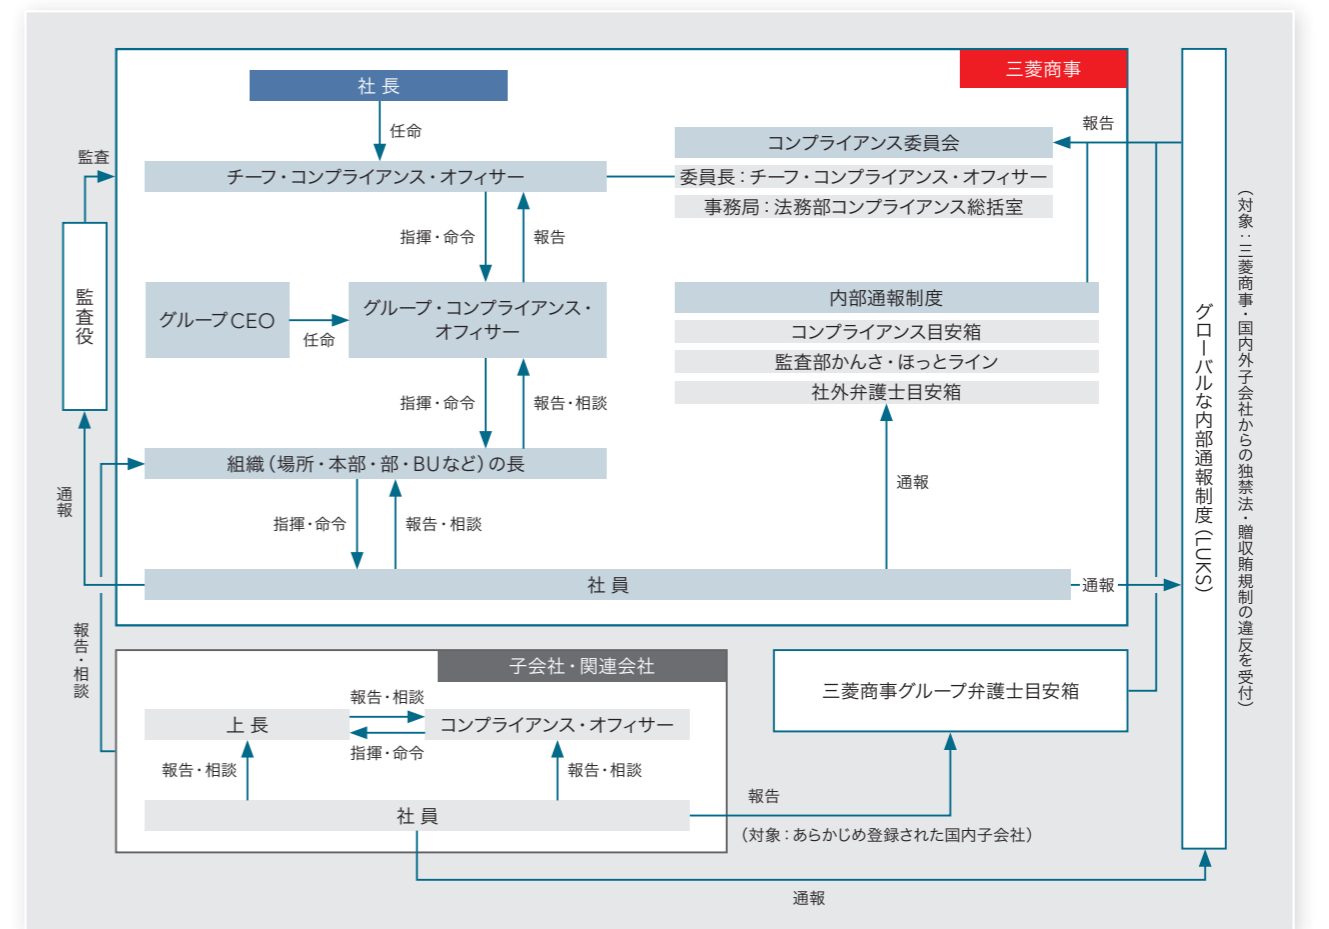 三菱商事
社長
任命
報告
監査
コンプライアンス委員会
チーフ・コンプライアンス・オフィサー
委員長：チーフ・コンプライアンス・オフィサー
事務局：法務部コンプライアンス総括室
指揮・命令
報告
監査役
グループCEO
任命
グループ・コンプライアンス・
オフィサー
内部通報制度
コンプライアンス目安箱
監査部かんさ・ほっとライン
社外弁護士目安箱
指揮・命令
報告・相談
組織（場所・本部・部・BUなど）の長
通報
通報
指揮・命令
報告・相談
社員
通報
グローバルな内部通報制度（LUKS）
（対象：三菱商事・国内外子会社からの独禁法・贈収賄規制の違反を受付）
報告・相談
子会社・関連会社
報告・相談
上長
コンプライアンス・オフィサー
指揮・命令
報告・相談
報告・相談
社員
三菱商事グループ弁護士目安箱
報告
（対象：あらかじめ登録された国内子会社）
通報